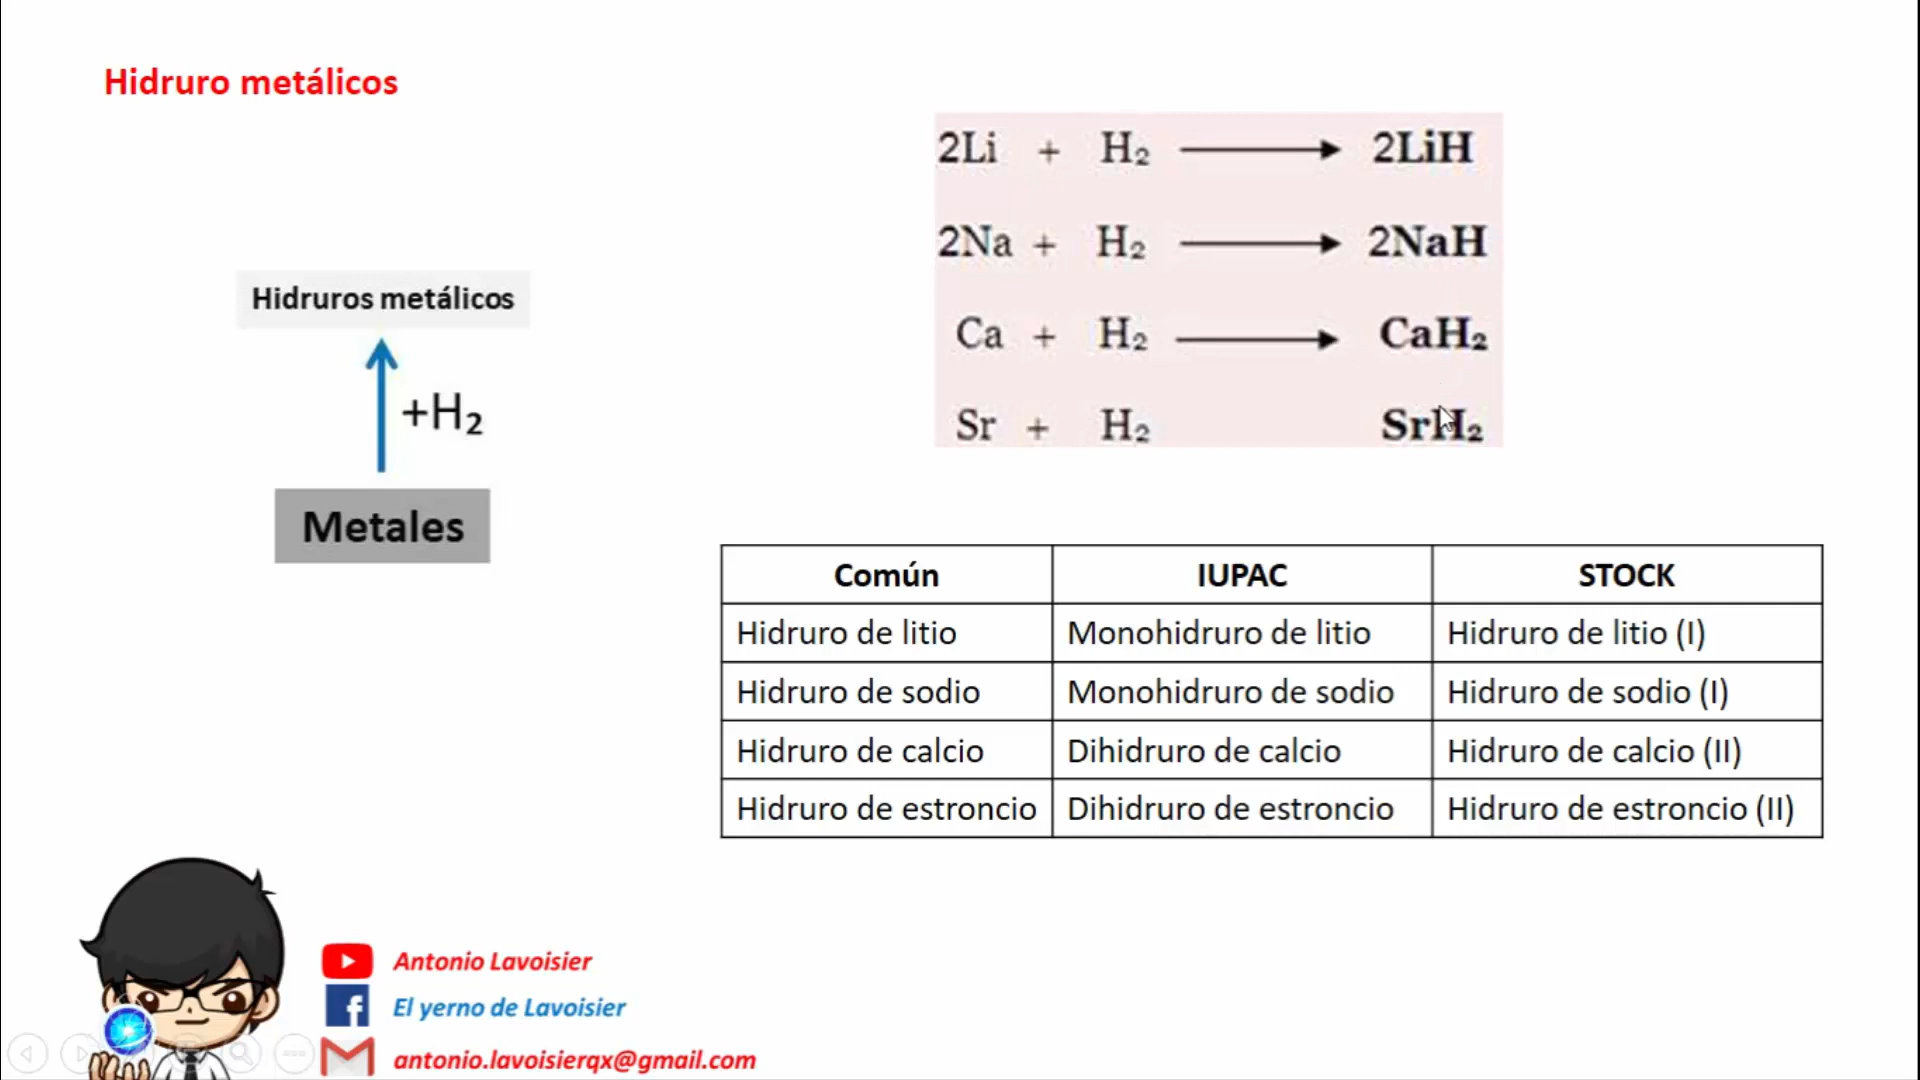 Hidruro metálicos
2Li + H₂ ⟶ 2LiH
2Na + H₂ ⟶ 2NaH
Ca + H₂ ⟶ CaH₂
Sr + H₂ SrH₂
Hidruros metálicos
+H₂
Metales
Común IUPAC STOCK
Hidruro de litio Monohidruro de litio Hidruro de litio (I)
Hidruro de sodio Monohidruro de sodio Hidruro de sodio (I)
Hidruro de calcio Dihidruro de calcio Hidruro de calcio (II)
Hidruro de estroncio Dihidruro de estroncio Hidruro de estroncio (II)
Antonio Lavoisier
El yerno de Lavoisier
antonio.lavoisierqx@gmail.com